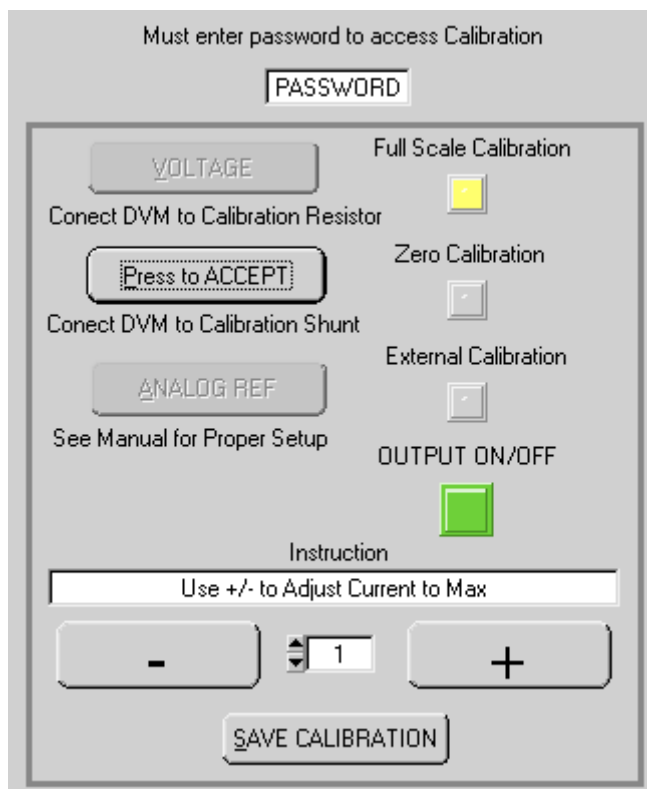 Must enter password to access Calibration
PASSWORD
VOLTAGE
Full Scale Calibration
Conect DVM to Calibration Resistor
Press to ACCEPT
Zero Calibration
Conect DVM to Calibration Shunt
External Calibration
ANALOG REF
See Manual for Proper Setup
OUTPUT ON/OFF
Instruction
Use +/- to Adjust Current to Max
- 1 +
SAVE CALIBRATION